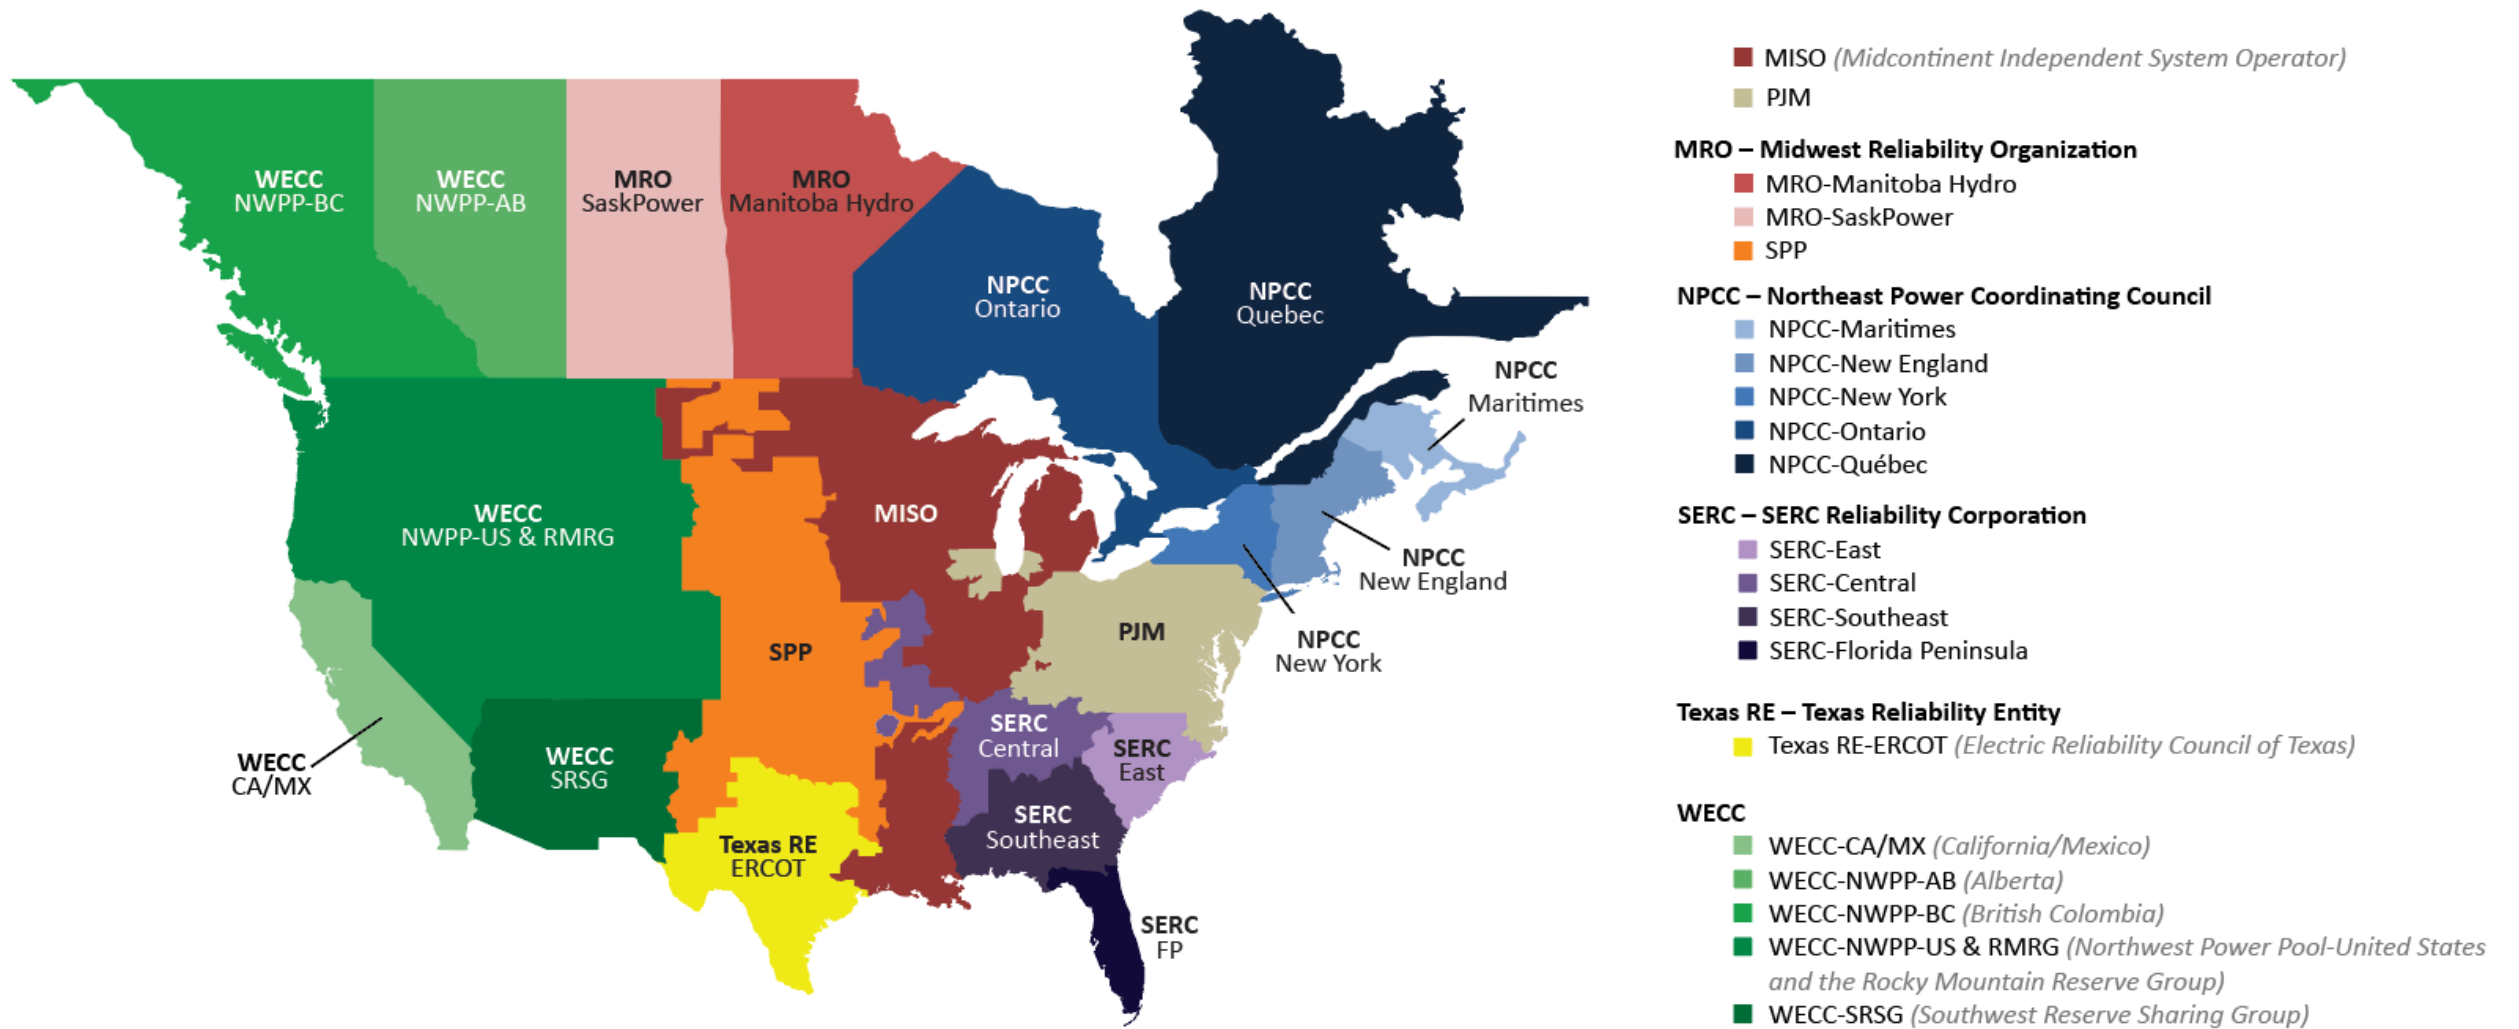 WECC
NWPP-BC
WECC
NWPP-AB
MRO
SaskPower
MRO
Manitoba Hydro
NPCC
Ontario
NPCC
Quebec
NPCC
Maritimes
WECC
NWPP-US & RMRG
MISO
NPCC
New England
SPP
PJM
NPCC
New York
WECC
CA/MX
WECC
SRSG
SERC
Central
SERC
East
SERC
Southeast
Texas RE
ERCOT
SERC
FP
MISO (Midcontinent Independent System Operator)
PJM
MRO – Midwest Reliability Organization
MRO-Manitoba Hydro
MRO-SaskPower
SPP
NPCC – Northeast Power Coordinating Council
NPCC-Maritimes
NPCC-New England
NPCC-New York
NPCC-Ontario
NPCC-Québec
SERC – SERC Reliability Corporation
SERC-East
SERC-Central
SERC-Southeast
SERC-Florida Peninsula
Texas RE – Texas Reliability Entity
Texas RE-ERCOT (Electric Reliability Council of Texas)
WECC
WECC-CA/MX (California/Mexico)
WECC-NWPP-AB (Alberta)
WECC-NWPP-BC (British Colombia)
WECC-NWPP-US & RMRG (Northwest Power Pool-United States
and the Rocky Mountain Reserve Group)
WECC-SRSG (Southwest Reserve Sharing Group)